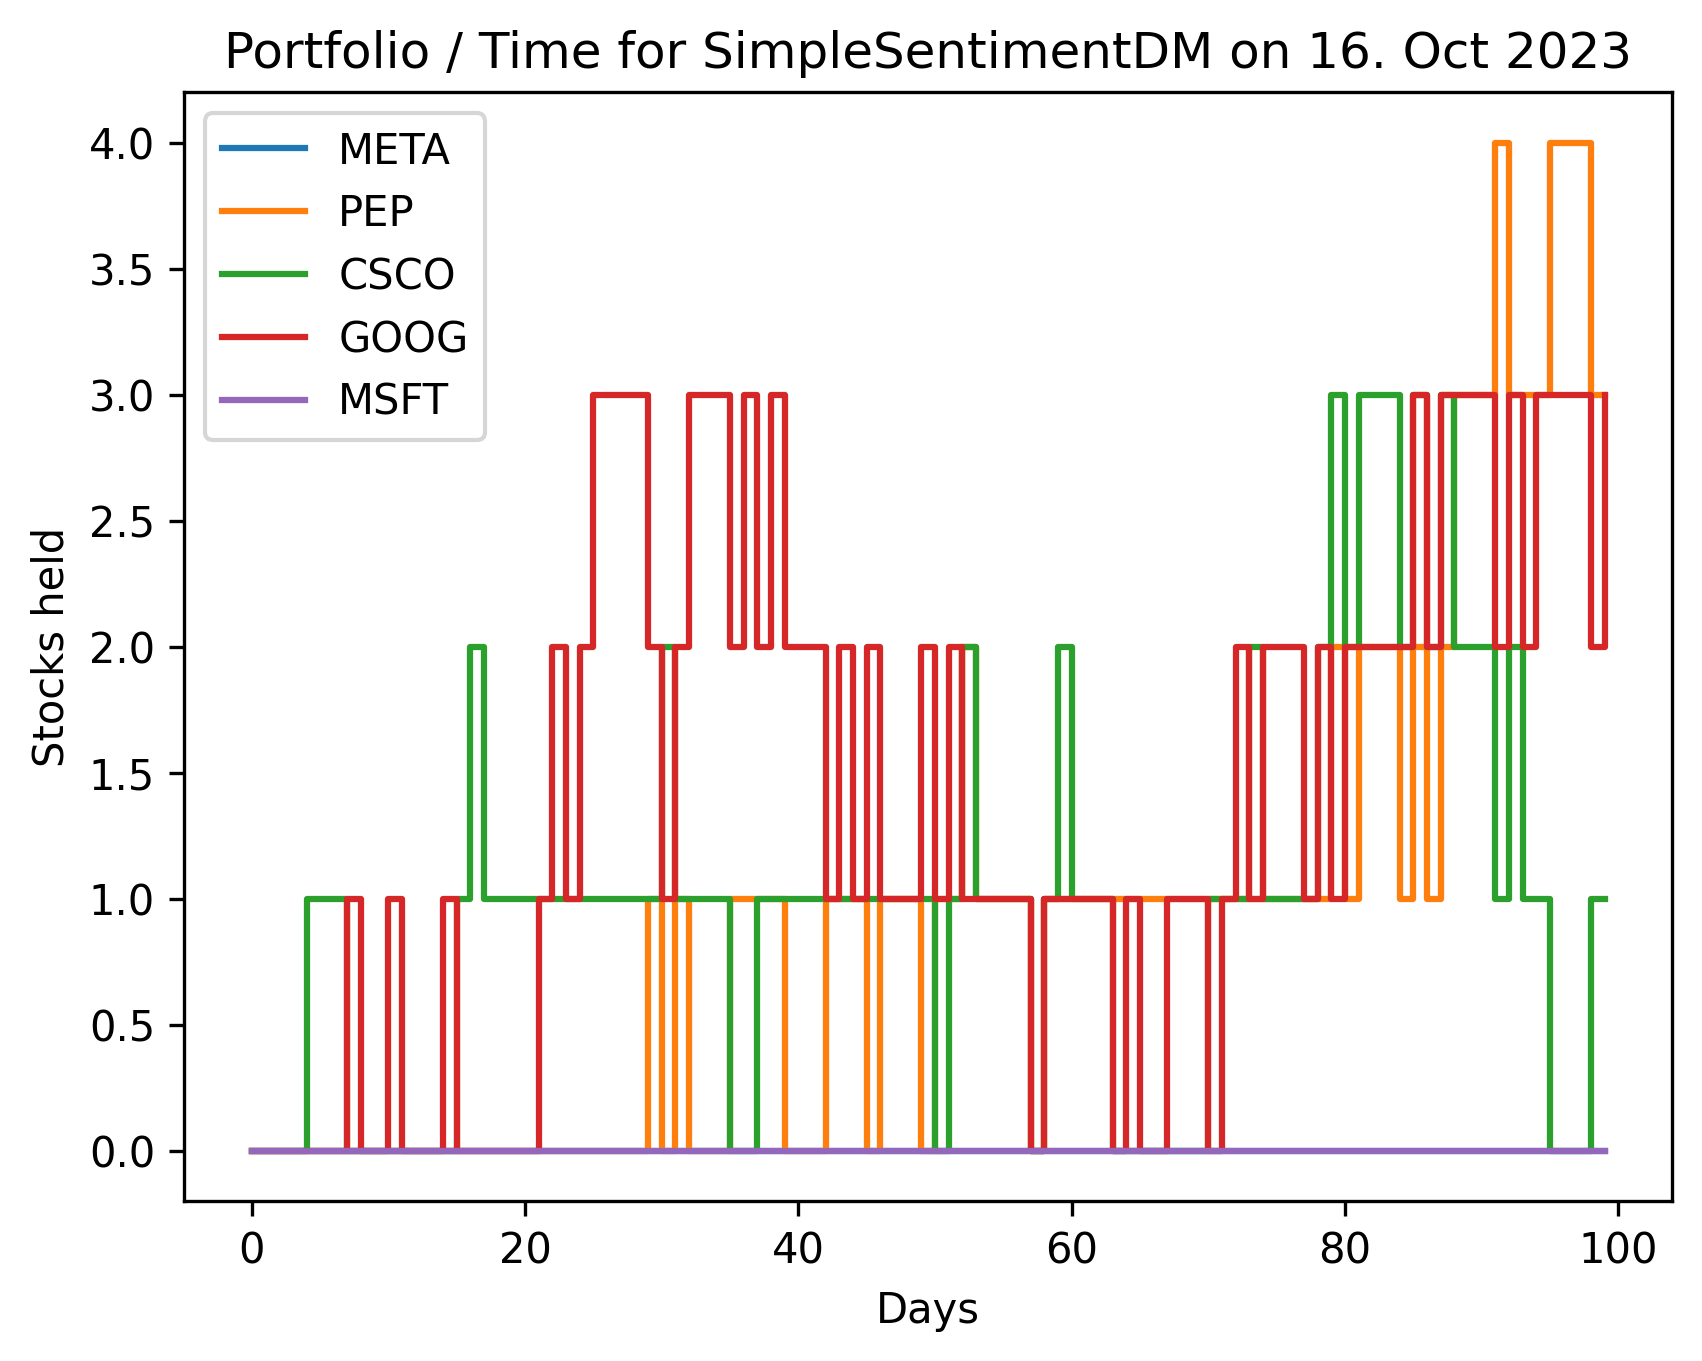 Portfolio / Time for SimpleSentimentDM on 16. Oct 2023
META
PEP
CSCO
GOOG
MSFT
4.0
3.5
3.0
2.5
2.0
1.5
1.0
0.5
0.0
Stocks held
0 20 40 60 80 100
Days